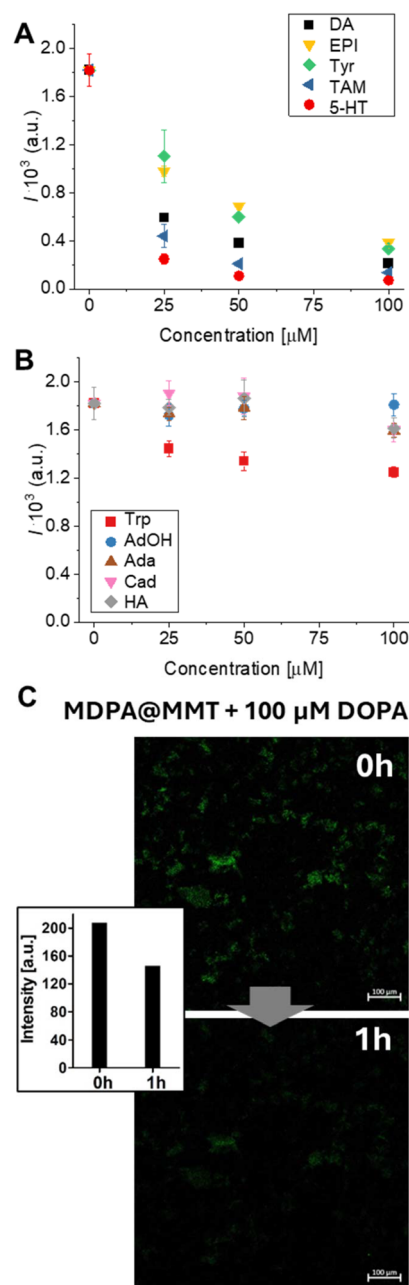 A
DA
EPI
Tyr
TAM
5-HT
I ·10³ (a.u.)
2.0
1.6
1.2
0.8
0.4
0.0
0 25 50 75 100
Concentration [µM]
B
Trp
AdOH
Ada
Cad
HA
I ·10³ (a.u.)
2.0
1.6
1.2
0.8
0.4
0.0
0 25 50 75 100
Concentration [µM]
C
MDPA@MMT + 100 µM DOPA
0h
100 µm
Intensity [a.u.]
200
160
120
80
40
0
0h 1h
1h
100 µm